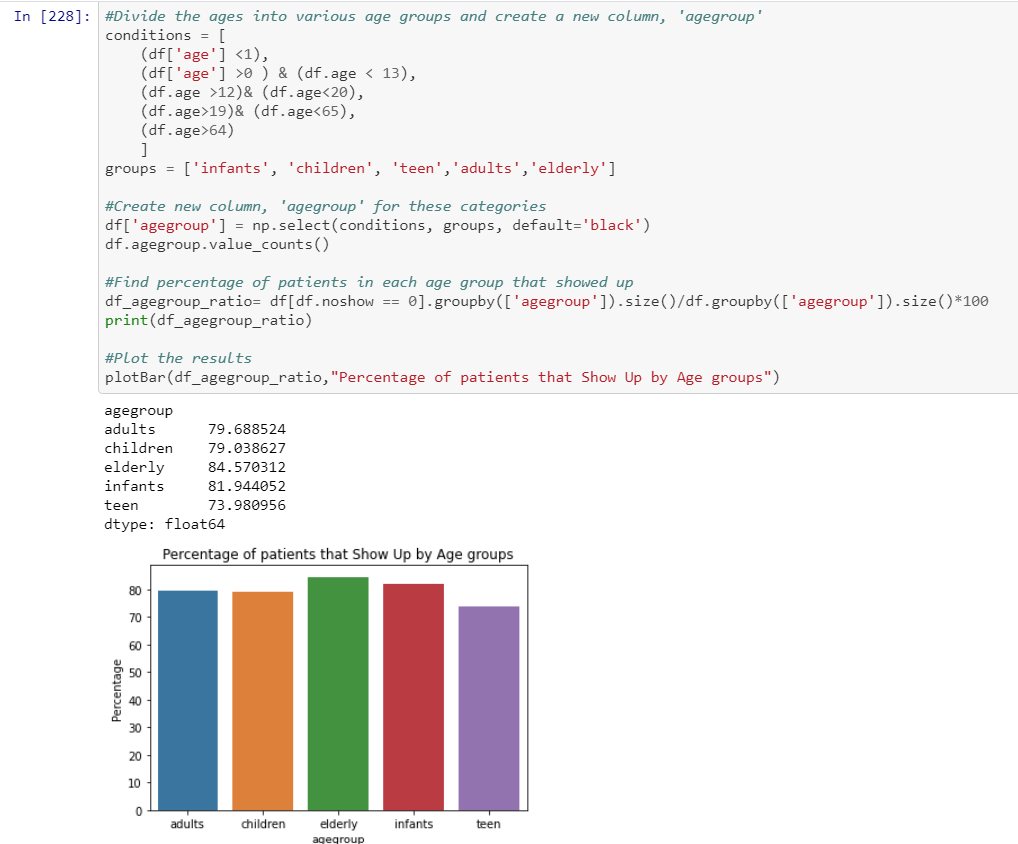 In [228]: #Divide the ages into various age groups and create a new column, 'agegroup'
conditions = [
    (df['age'] <1),
    (df['age'] >0 ) & (df.age < 13),
    (df.age >12)& (df.age<20),
    (df.age>19)& (df.age<65),
    (df.age>64)
    ]
groups = ['infants', 'children', 'teen','adults','elderly']
#Create new column, 'agegroup' for these categories
df['agegroup'] = np.select(conditions, groups, default='black')
df.agegroup.value_counts()
#Find percentage of patients in each age group that showed up
df_agegroup_ratio= df[df.noshow == 0].groupby(['agegroup']).size()/df.groupby(['agegroup']).size()*100
print(df_agegroup_ratio)
#Plot the results
plotBar(df_agegroup_ratio,"Percentage of patients that Show Up by Age groups")
agegroup
adults      79.688524
children    79.038627
elderly     84.570312
infants     81.944052
teen        73.980956
dtype: float64
Percentage of patients that Show Up by Age groups
80
70
60
50
40
30
20
10
0
Percentage
adults children elderly infants teen
agegroup